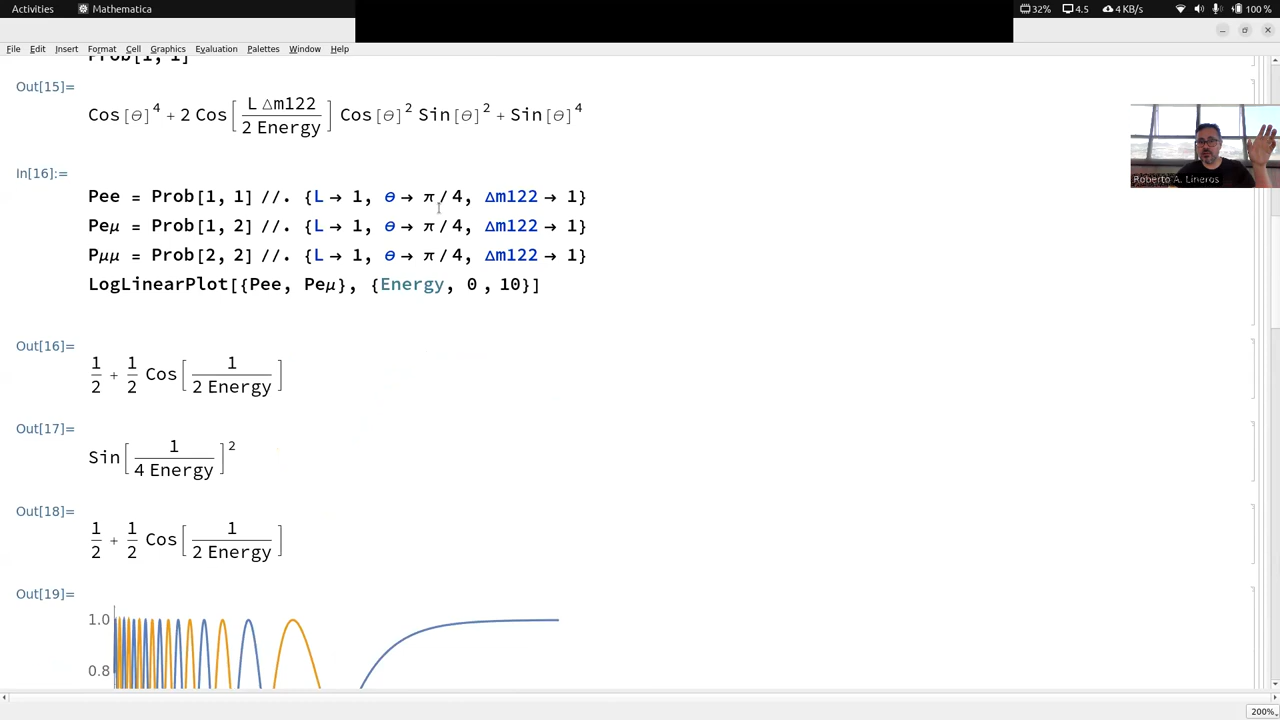 Activities Mathematica 32% 4.5 4 KB/s 100 %
File Edit Insert Format Cell Graphics Evaluation Palettes Window Help
Prob[1, 1]
Out[15]=
Cos[θ]^4 + 2 Cos[L Δm122 / 2 Energy] Cos[θ]^2 Sin[θ]^2 + Sin[θ]^4
Roberto A. Lineros
In[16]:=
Pee = Prob[1, 1] //. {L → 1, θ → π/4, Δm122 → 1}
Peμ = Prob[1, 2] //. {L → 1, θ → π/4, Δm122 → 1}
Pμμ = Prob[2, 2] //. {L → 1, θ → π/4, Δm122 → 1}
LogLinearPlot[{Pee, Peμ}, {Energy, 0 , 10}]
Out[16]=
1/2 + 1/2 Cos[1 / 2 Energy]
Out[17]=
Sin[1 / 4 Energy]^2
Out[18]=
1/2 + 1/2 Cos[1 / 2 Energy]
Out[19]=
1.0
0.8
200%